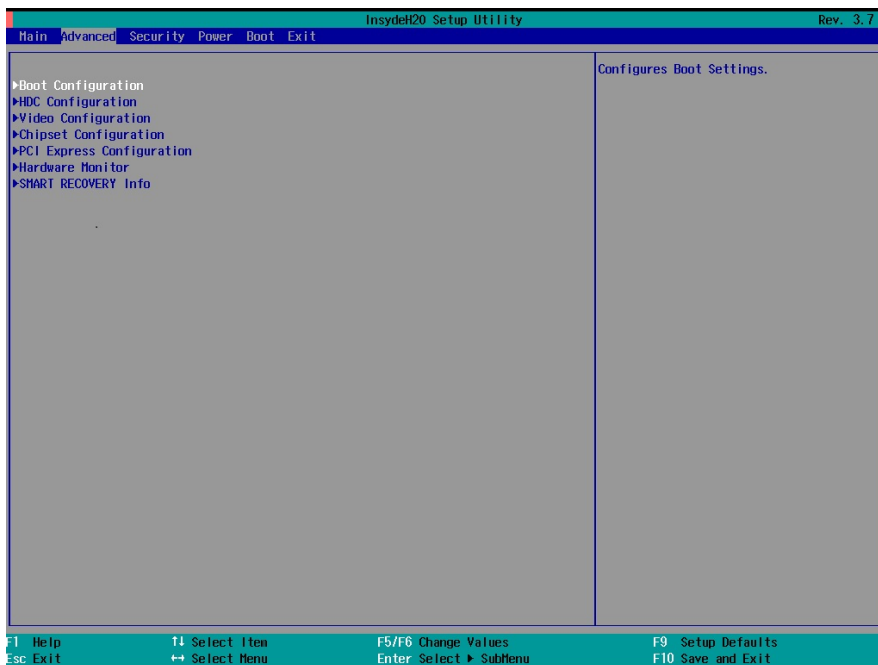 InsydeH20 Setup Utility Rev. 3.7
Main Advanced Security Power Boot Exit
▶Boot Configuration
▶HDC Configuration
▶Video Configuration
▶Chipset Configuration
▶PCI Express Configuration
▶Hardware Monitor
▶SMART RECOVERY Info
Configures Boot Settings.
F1 Help ↑↓ Select Item F5/F6 Change Values F9 Setup Defaults
Esc Exit ↔ Select Menu Enter Select ▶ SubMenu F10 Save and Exit